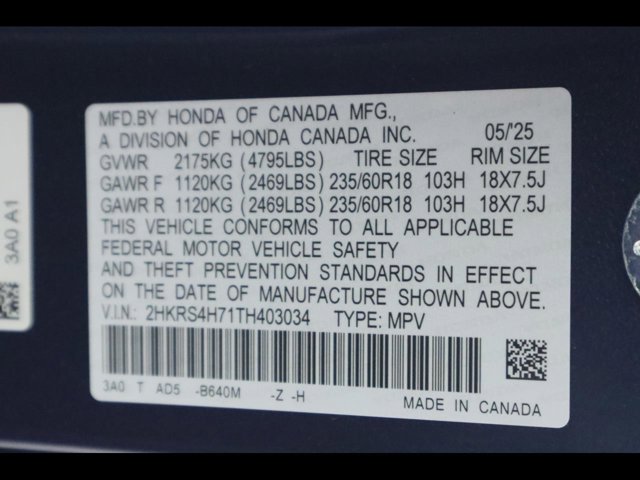 MFD.BY HONDA OF CANADA MFG.,
A DIVISION OF HONDA CANADA INC. 05/'25
GVWR 2175KG (4795LBS) TIRE SIZE RIM SIZE
GAWR F 1120KG (2469LBS) 235/60R18 103H 18X7.5J
GAWR R 1120KG (2469LBS) 235/60R18 103H 18X7.5J
THIS VEHICLE CONFORMS TO ALL APPLICABLE
FEDERAL MOTOR VEHICLE SAFETY
AND THEFT PREVENTION STANDARDS IN EFFECT
ON THE DATE OF MANUFACTURE SHOWN ABOVE.
V.I.N.: 2HKRS4H71TH403034 TYPE: MPV
3A0 T AD5 -B640M -Z -H
MADE IN CANADA
3A0 A1